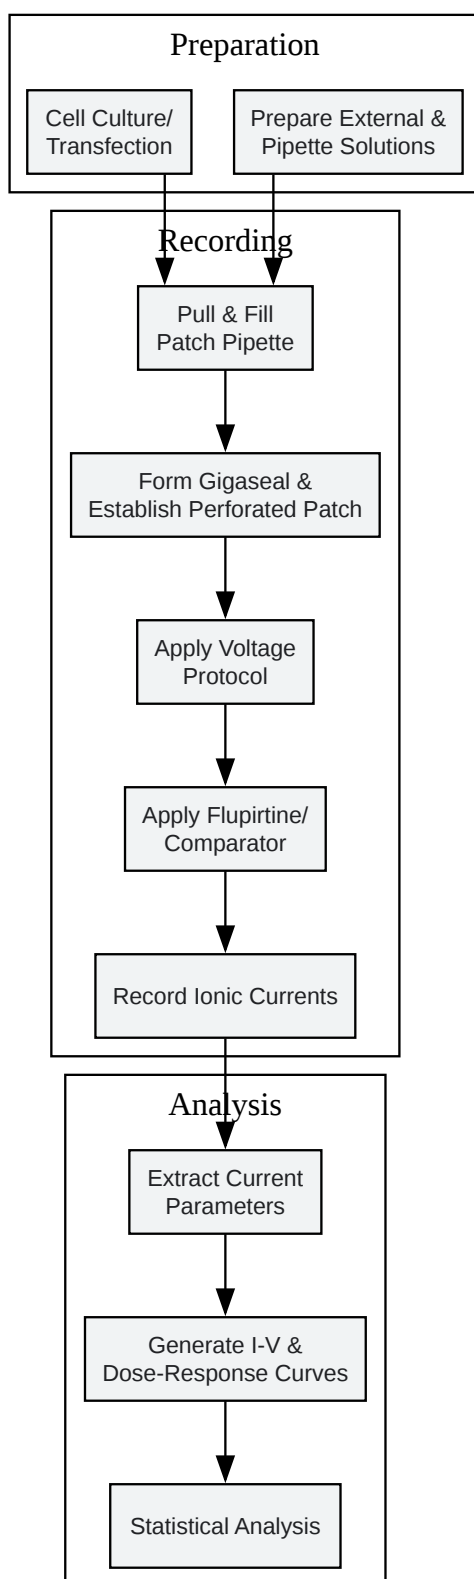 Preparation
Cell Culture/
Transfection
Prepare External &
Pipette Solutions
Recording
Pull & Fill
Patch Pipette
Form Gigaseal &
Establish Perforated Patch
Apply Voltage
Protocol
Apply Flupirtine/
Comparator
Record Ionic Currents
Analysis
Extract Current
Parameters
Generate I-V &
Dose-Response Curves
Statistical Analysis